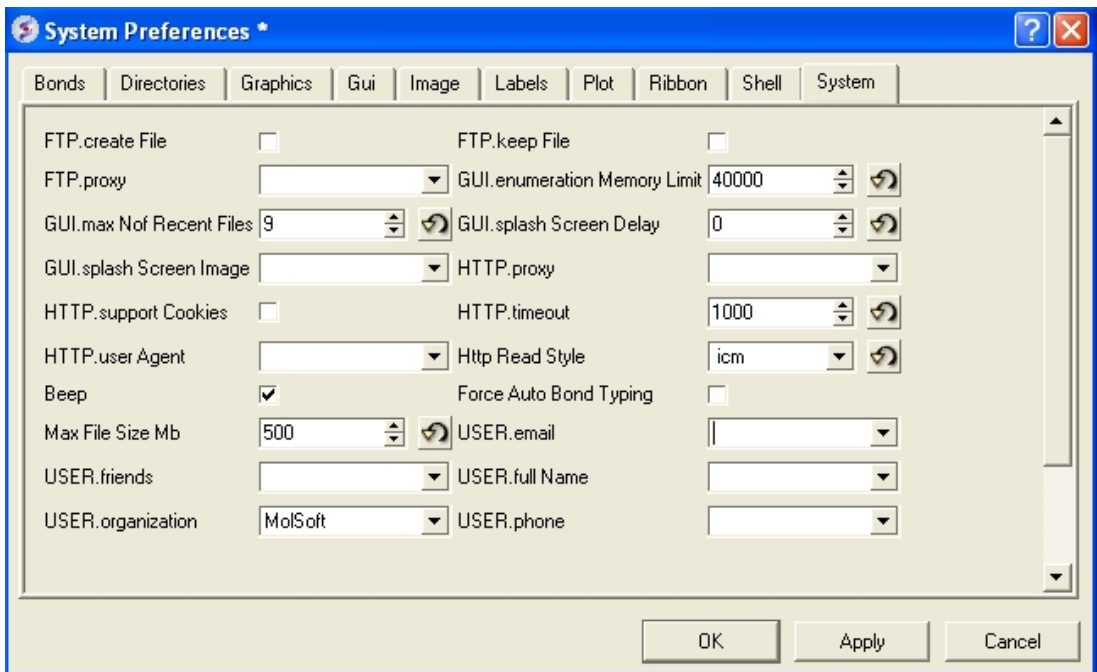 System Preferences *
Bonds Directories Graphics Gui Image Labels Plot Ribbon Shell System
FTP.create File FTP.keep File
FTP.proxy GUI.enumeration Memory Limit 40000
GUI.max Nof Recent Files 9 GUI.splash Screen Delay 0
GUI.splash Screen Image HTTP.proxy
HTTP.support Cookies HTTP.timeout 1000
HTTP.user Agent Http Read Style icm
Beep Force Auto Bond Typing
Max File Size Mb 500 USER.email
USER.friends USER.full Name
USER.organization MolSoft USER.phone
OK Apply Cancel